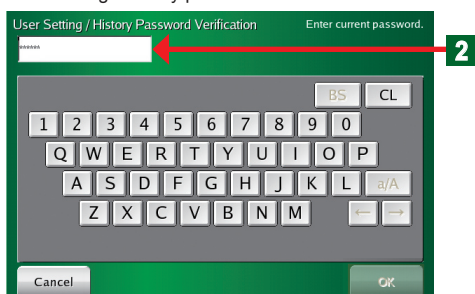 User Setting / History Password Verification Enter current password.
******
2
BS CL
1 2 3 4 5 6 7 8 9 0
Q W E R T Y U I O P
A S D F G H J K L a/A
Z X C V B N M ← →
Cancel OK